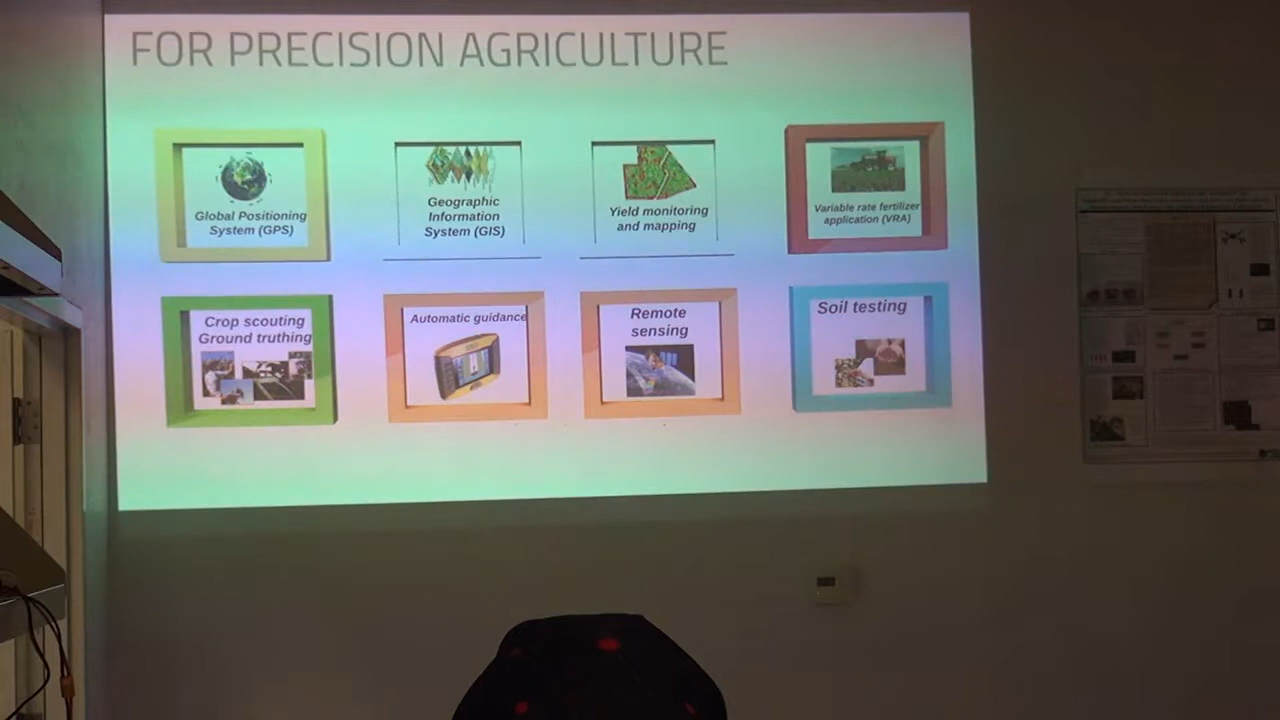 FOR PRECISION AGRICULTURE
Global Positioning
System (GPS)
Geographic
Information
System (GIS)
Yield monitoring
and mapping
Variable rate fertilizer
application (VRA)
Crop scouting
Ground truthing
Automatic guidance
Remote
sensing
Soil testing